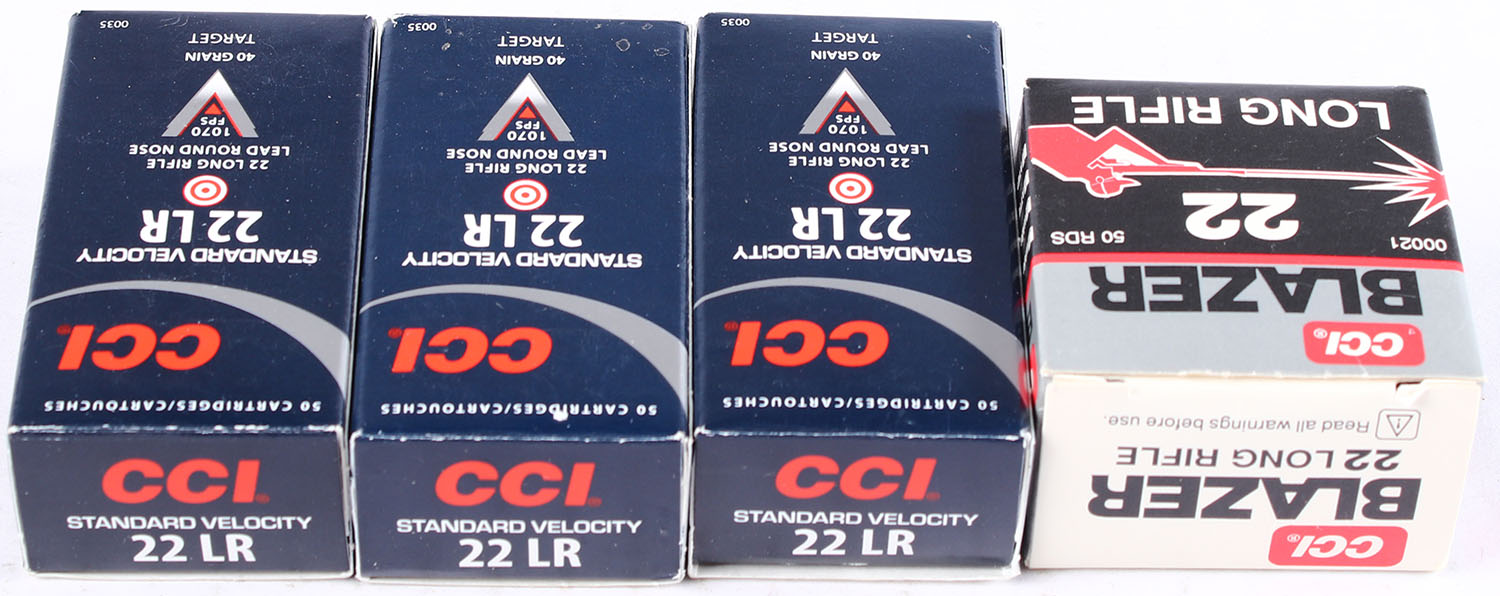 50 CARTRIDGES/CARTOUCHES
CCI®
STANDARD VELOCITY
22 LR
22 LONG RIFLE
LEAD ROUND NOSE
1070
FPS
40 GRAIN
TARGET
0035
CCI®
STANDARD VELOCITY
22 LR
50 CARTRIDGES/CARTOUCHES
CCI®
STANDARD VELOCITY
22 LR
22 LONG RIFLE
LEAD ROUND NOSE
1070
FPS
40 GRAIN
TARGET
0035
CCI®
STANDARD VELOCITY
22 LR
50 CARTRIDGES/CARTOUCHES
CCI®
STANDARD VELOCITY
22 LR
22 LONG RIFLE
LEAD ROUND NOSE
1070
FPS
40 GRAIN
TARGET
0035
CCI®
STANDARD VELOCITY
22 LR
CCI®
BLAZER
00021 50 RDS
22
LONG RIFLE
CCI®
BLAZER
22 LONG RIFLE
Read all warnings before use.